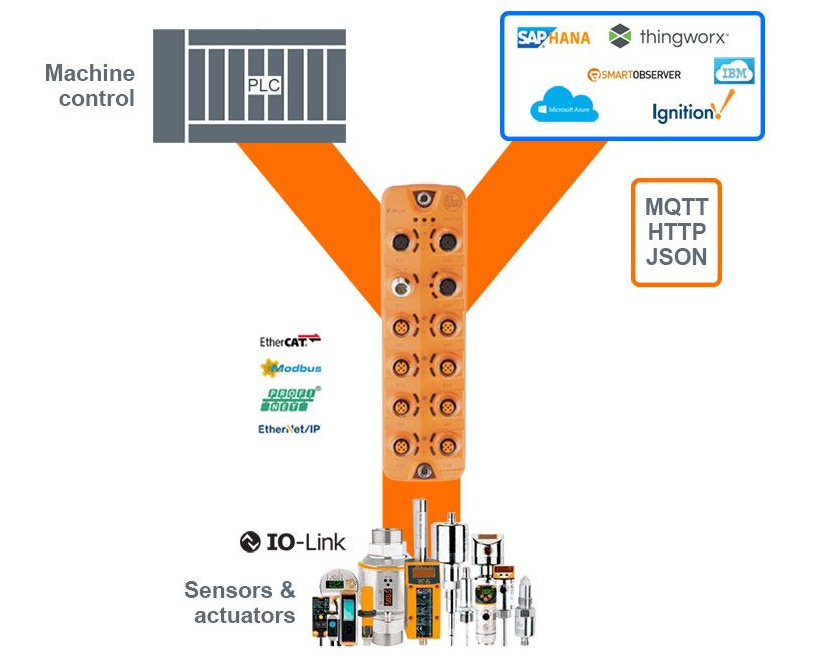 Machine
control
PLC
SAP HANA
thingworx
SMARTOBSERVER
IBM
Microsoft Azure
Ignition!
MQTT
HTTP
JSON
EtherCAT
Modbus
PROFI
NET
EtherNet/IP
IO-Link
Sensors &
actuators